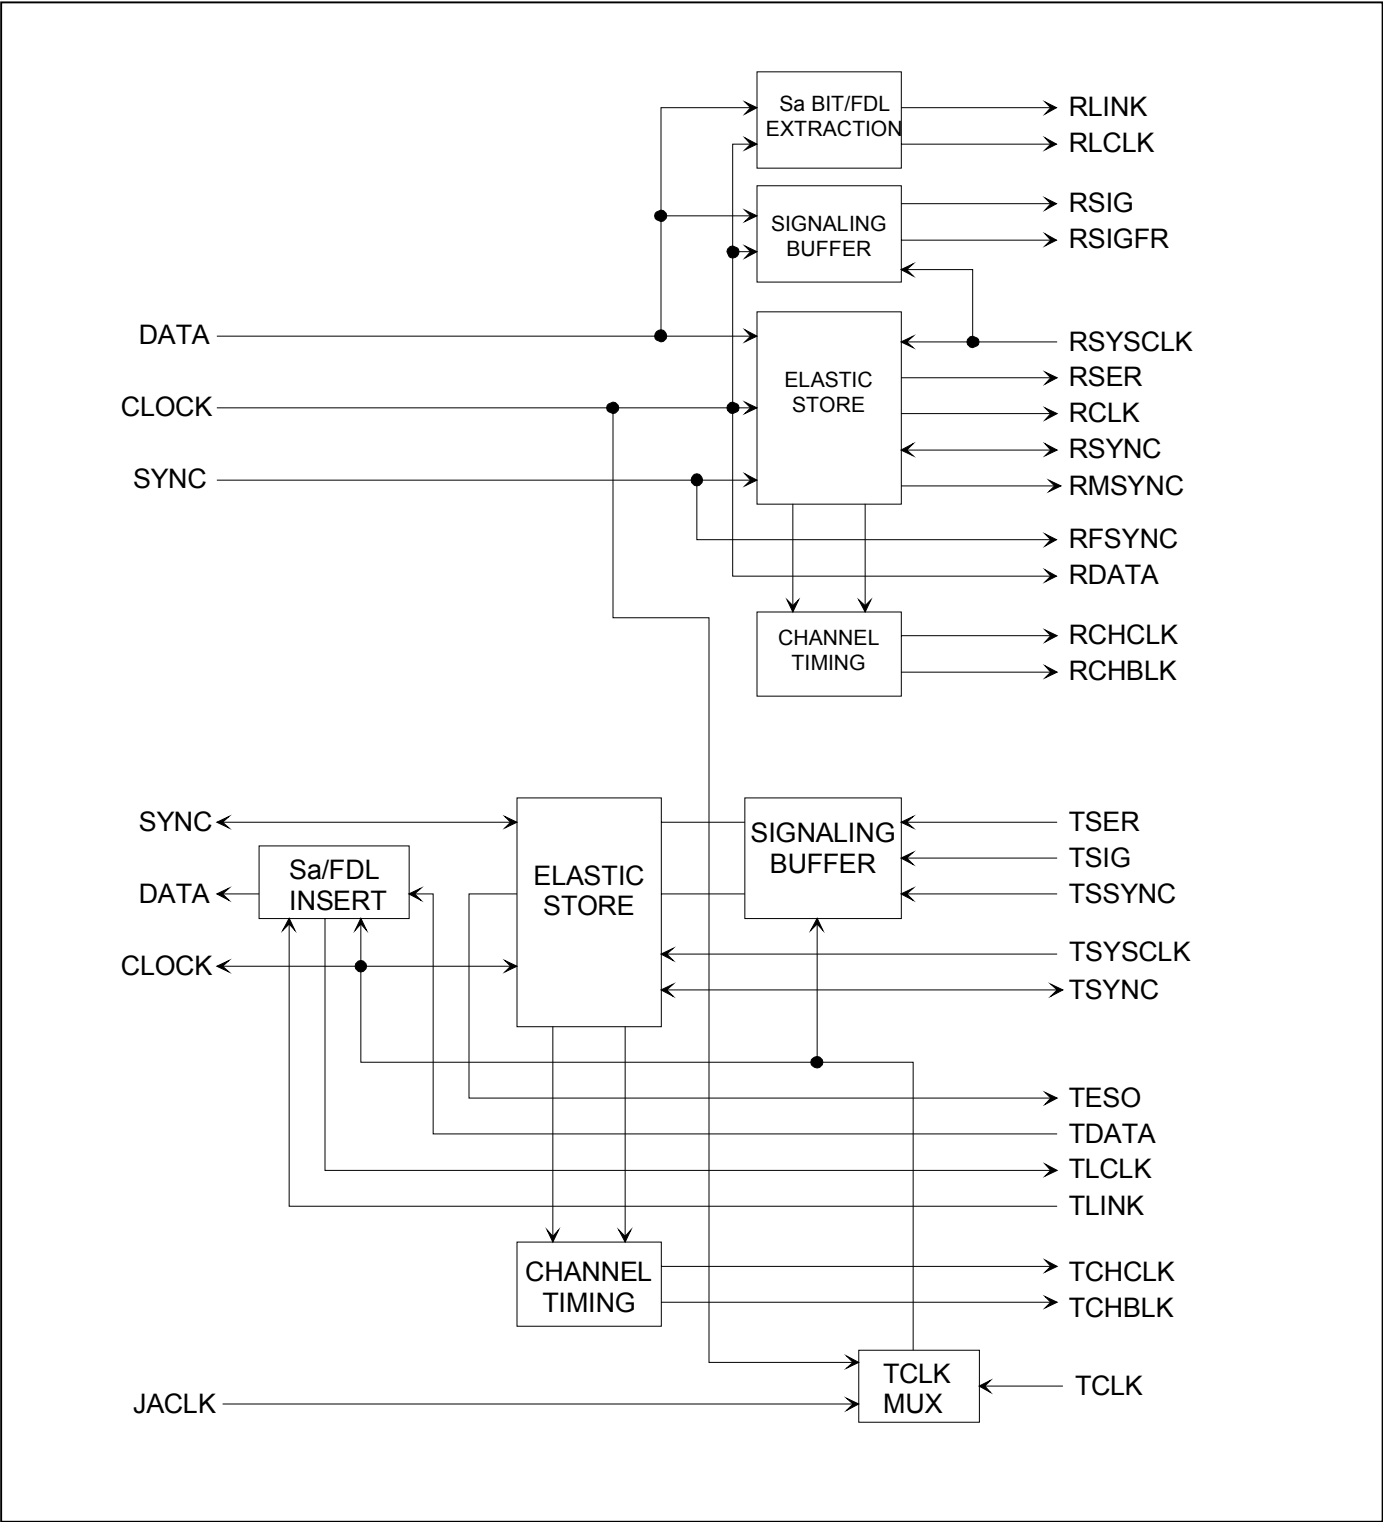 Sa BIT/FDL
EXTRACTION
RLINK
RLCLK
SIGNALING
BUFFER
RSIG
RSIGFR
DATA
CLOCK
SYNC
ELASTIC
STORE
RSYSCLK
RSER
RCLK
RSYNC
RMSYNC
RFSYNC
RDATA
CHANNEL
TIMING
RCHCLK
RCHBLK
SYNC
DATA
CLOCK
Sa/FDL
INSERT
ELASTIC
STORE
SIGNALING
BUFFER
TSER
TSIG
TSSYNC
TSYSCLK
TSYNC
TESO
TDATA
TLCLK
TLINK
CHANNEL
TIMING
TCHCLK
TCHBLK
JACLK
TCLK
MUX
TCLK